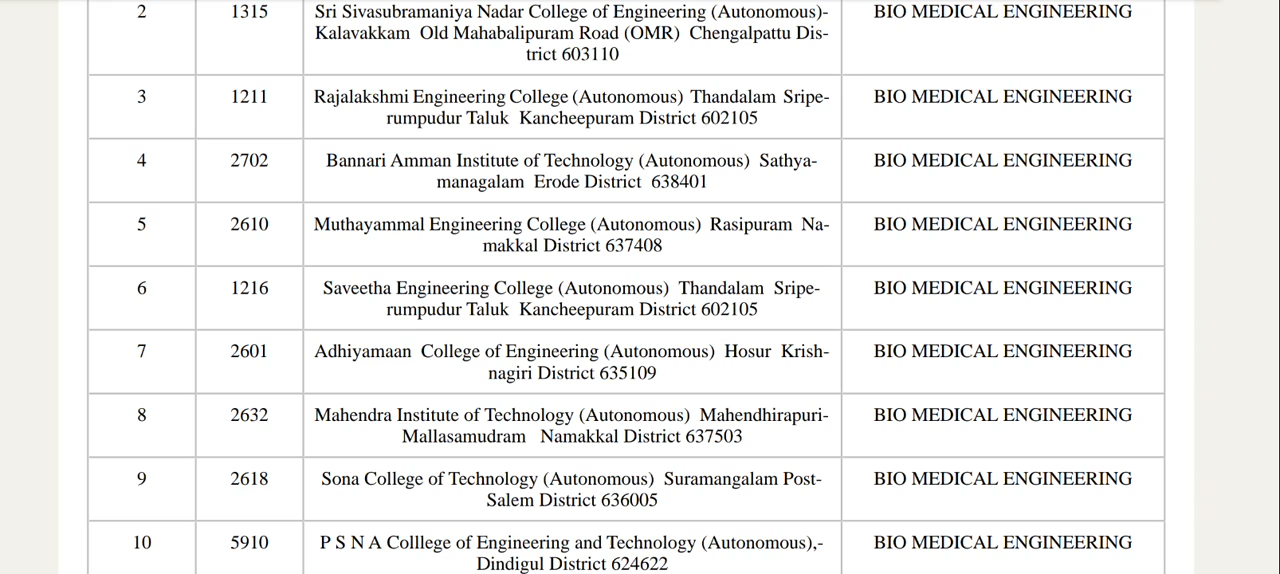 2 1315 Sri Sivasubramaniya Nadar College of Engineering (Autonomous)- BIO MEDICAL ENGINEERING
Kalavakkam Old Mahabalipuram Road (OMR) Chengalpattu Dis-
trict 603110
3 1211 Rajalakshmi Engineering College (Autonomous) Thandalam Sripe- BIO MEDICAL ENGINEERING
rumpudur Taluk Kancheepuram District 602105
4 2702 Bannari Amman Institute of Technology (Autonomous) Sathya- BIO MEDICAL ENGINEERING
managalam Erode District 638401
5 2610 Muthayammal Engineering College (Autonomous) Rasipuram Na- BIO MEDICAL ENGINEERING
makkal District 637408
6 1216 Saveetha Engineering College (Autonomous) Thandalam Sripe- BIO MEDICAL ENGINEERING
rumpudur Taluk Kancheepuram District 602105
7 2601 Adhiyamaan College of Engineering (Autonomous) Hosur Krish- BIO MEDICAL ENGINEERING
nagiri District 635109
8 2632 Mahendra Institute of Technology (Autonomous) Mahendhirapuri- BIO MEDICAL ENGINEERING
Mallasamudram Namakkal District 637503
9 2618 Sona College of Technology (Autonomous) Suramangalam Post- BIO MEDICAL ENGINEERING
Salem District 636005
10 5910 P S N A Colllege of Engineering and Technology (Autonomous),- BIO MEDICAL ENGINEERING
Dindigul District 624622